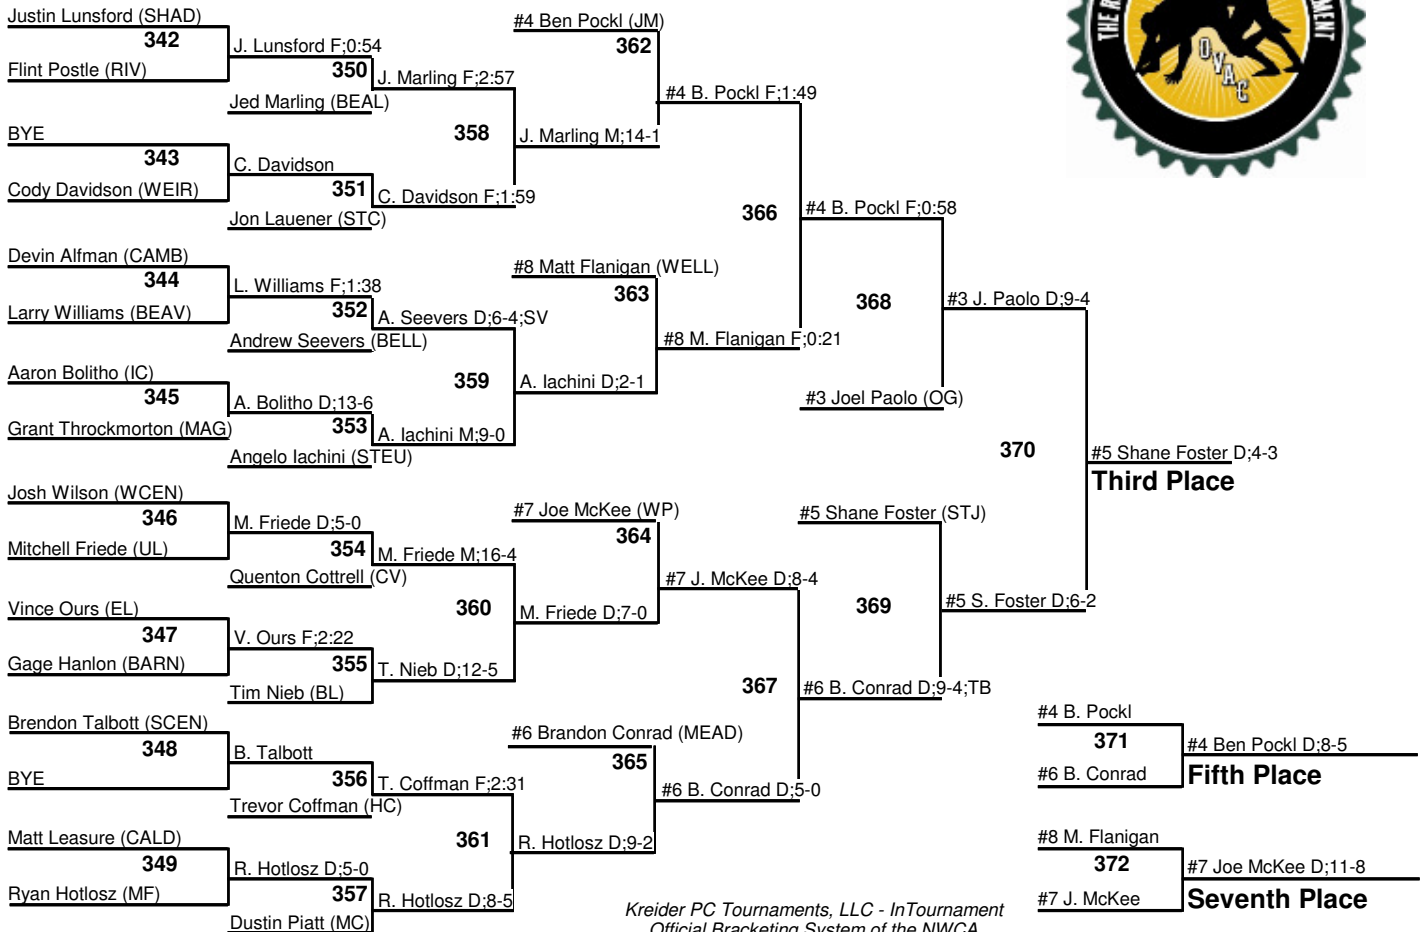 Justin Lunsford (SHAD)
342
Flint Postle (RIV)
J. Lunsford F;0:54
350
Jed Marling (BEAL)
J. Marling F;2:57
BYE
343
Cody Davidson (WEIR)
C. Davidson
351
Jon Lauener (STC)
C. Davidson F;1:59
358
J. Marling M;14-1
#4 Ben Pockl (JM)
362
#4 B. Pockl F;1:49
Devin Alfman (CAMB)
344
Larry Williams (BEAV)
L. Williams F;1:38
352
Andrew Seevers (BELL)
A. Seevers D;6-4;SV
Aaron Bolitho (IC)
345
Grant Throckmorton (MAG)
A. Bolitho D;13-6
353
Angelo Iachini (STEU)
A. Iachini M;9-0
359
A. Iachini D;2-1
#8 Matt Flanigan (WELL)
363
#8 M. Flanigan F;0:21
366
#4 B. Pockl F;0:58
368
#3 Joel Paolo (OG)
#3 J. Paolo D;9-4
Josh Wilson (WCEN)
346
Mitchell Friede (UL)
M. Friede D;5-0
354
Quenton Cottrell (CV)
M. Friede M;16-4
Vince Ours (EL)
347
Gage Hanlon (BARN)
V. Ours F;2:22
355
Tim Nieb (BL)
T. Nieb D;12-5
360
M. Friede D;7-0
#7 Joe McKee (WP)
364
#7 J. McKee D;8-4
Brendon Talbott (SCEN)
348
BYE
B. Talbott
356
Trevor Coffman (HC)
T. Coffman F;2:31
Matt Leasure (CALD)
349
Ryan Hotlosz (MF)
R. Hotlosz D;5-0
357
Dustin Piatt (MC)
R. Hotlosz D;8-5
361
R. Hotlosz D;9-2
#6 Brandon Conrad (MEAD)
365
#6 B. Conrad D;5-0
367
#6 B. Conrad D;9-4;TB
#5 Shane Foster (STJ)
369
#5 S. Foster D;6-2
370
#5 Shane Foster D;4-3
Third Place
#4 B. Pockl
371
#6 B. Conrad
#4 Ben Pockl D;8-5
Fifth Place
#8 M. Flanigan
372
#7 J. McKee
#7 Joe McKee D;11-8
Seventh Place
Kreider PC Tournaments, LLC - InTournament
Official Bracketing System of the NWCA
THE
OVAC